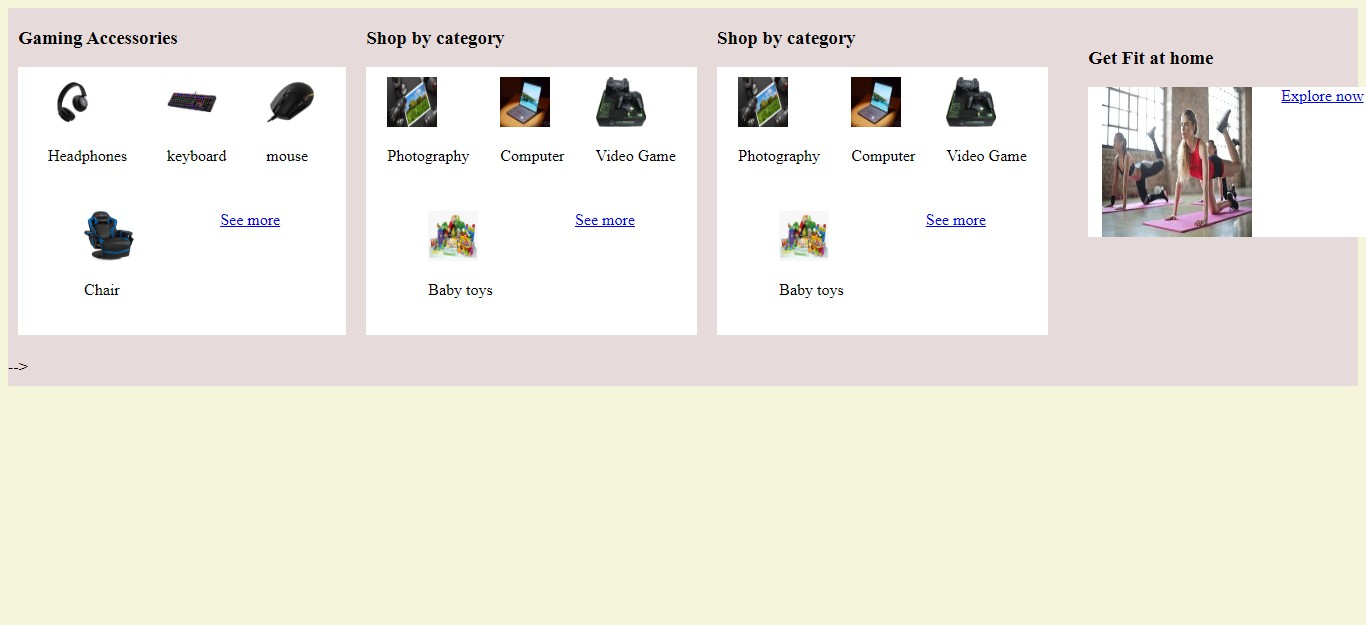 Gaming Accessories
Headphones
keyboard
mouse
Chair
See more
Shop by category
Photography
Computer
Video Game
Baby toys
See more
Shop by category
Photography
Computer
Video Game
Baby toys
See more
Get Fit at home
Explore now
-->